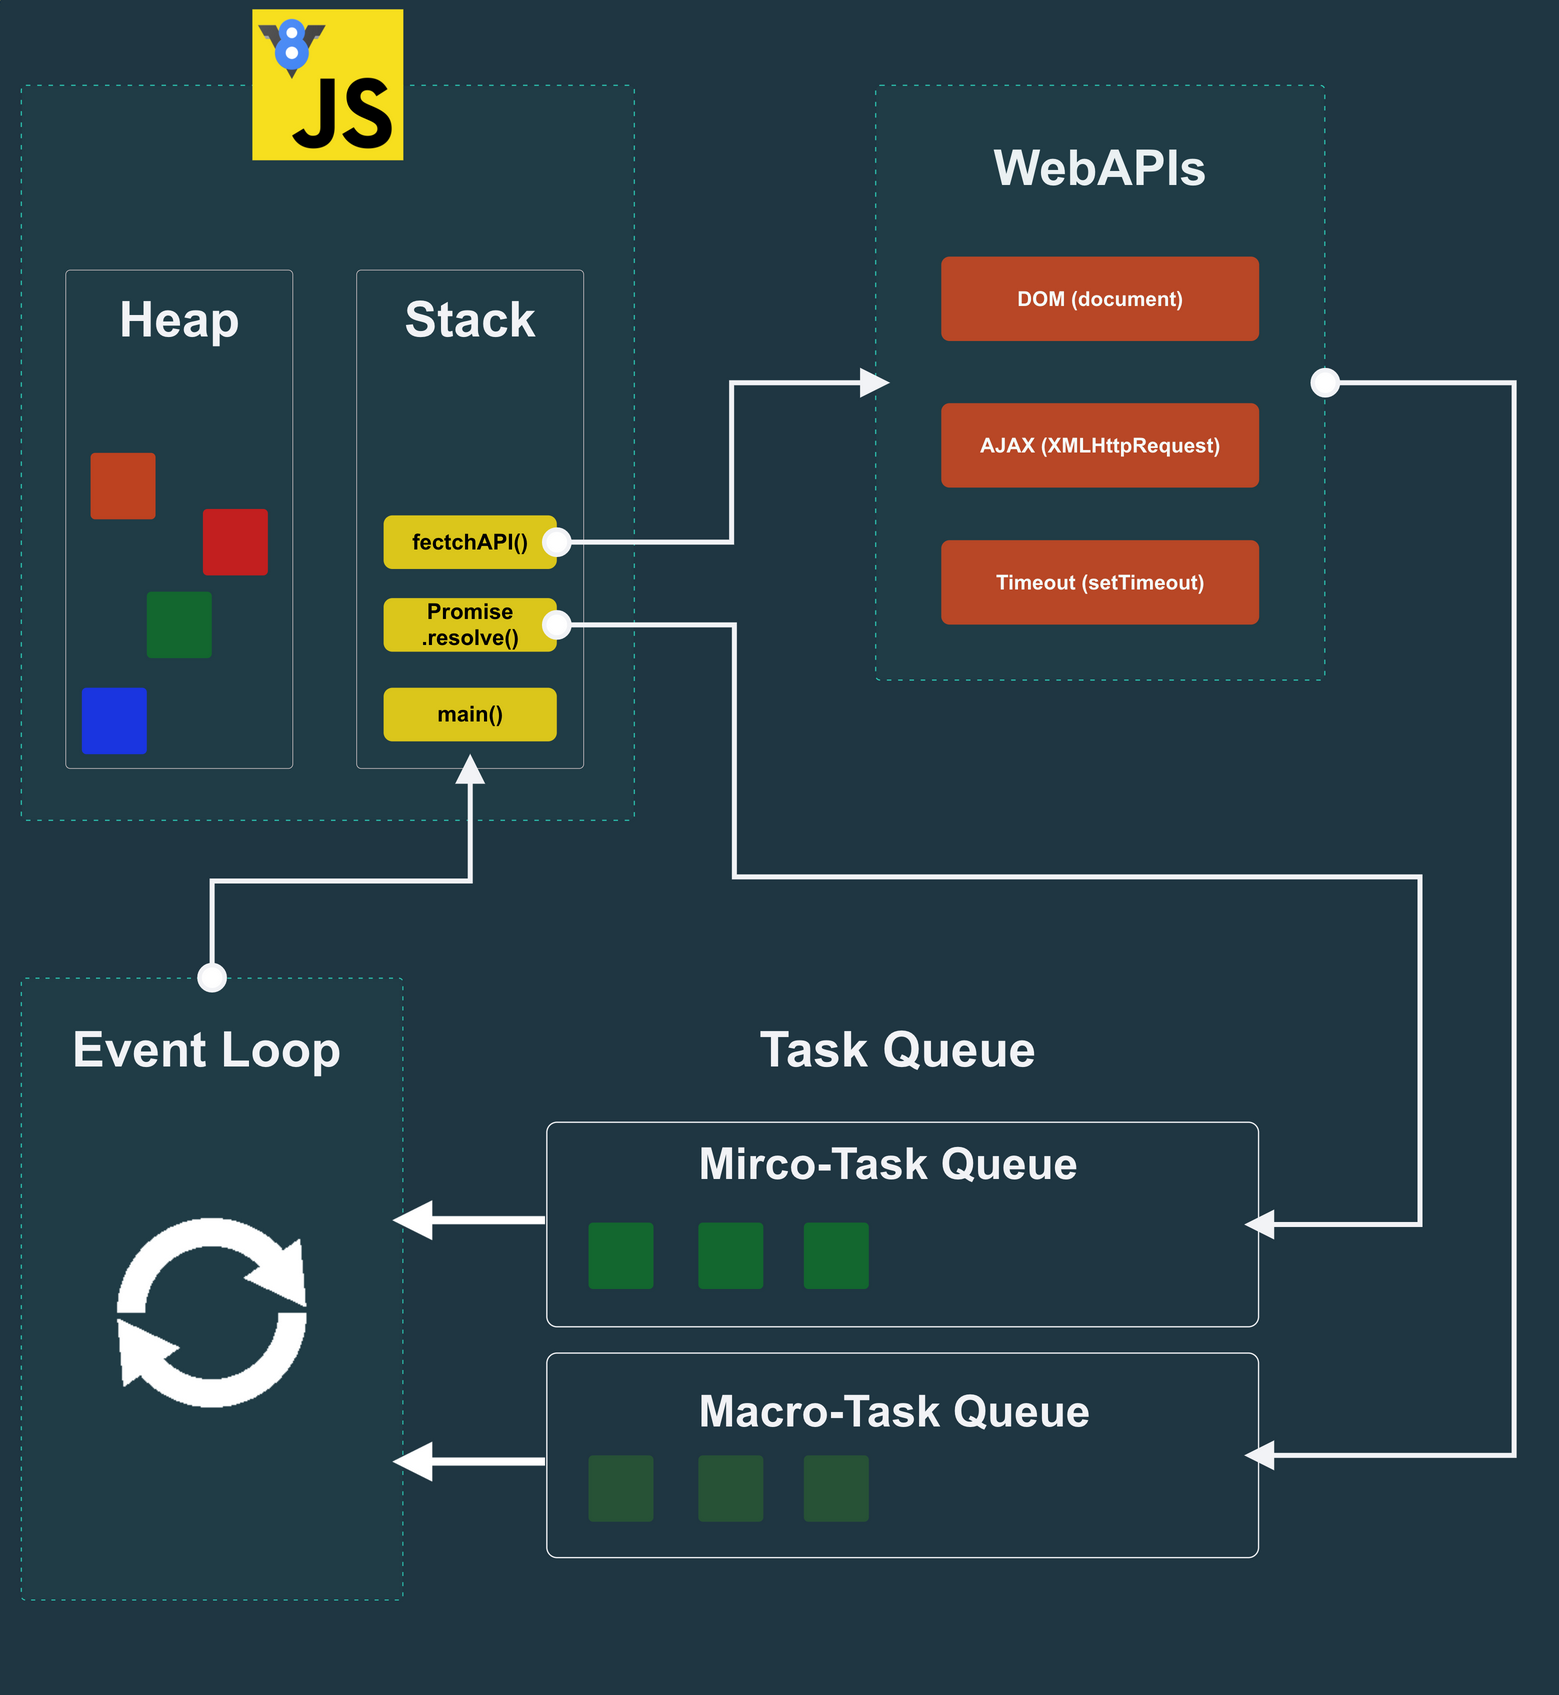 8
JS
WebAPIs
Heap
Stack
DOM (document)
AJAX (XMLHttpRequest)
Timeout (setTimeout)
fectchAPI()
Promise
.resolve()
main()
Event Loop
Task Queue
Mirco-Task Queue
Macro-Task Queue